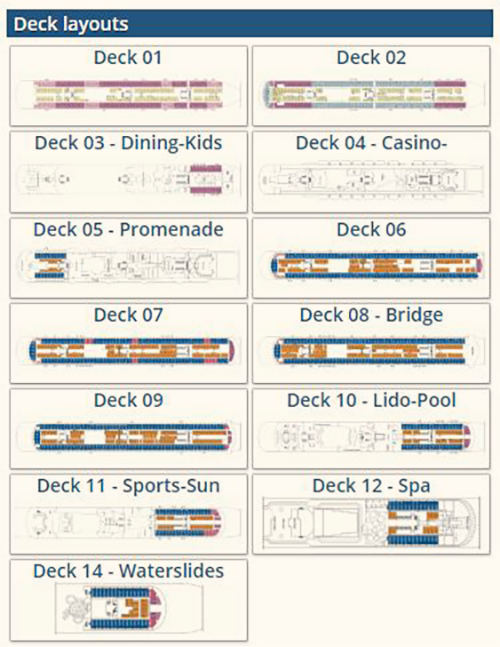 Deck layouts
Deck 01
Deck 02
Deck 03 - Dining-Kids
Deck 04 - Casino-
Deck 05 - Promenade
Deck 06
Deck 07
Deck 08 - Bridge
Deck 09
Deck 10 - Lido-Pool
Deck 11 - Sports-Sun
Deck 12 - Spa
Deck 14 - Waterslides